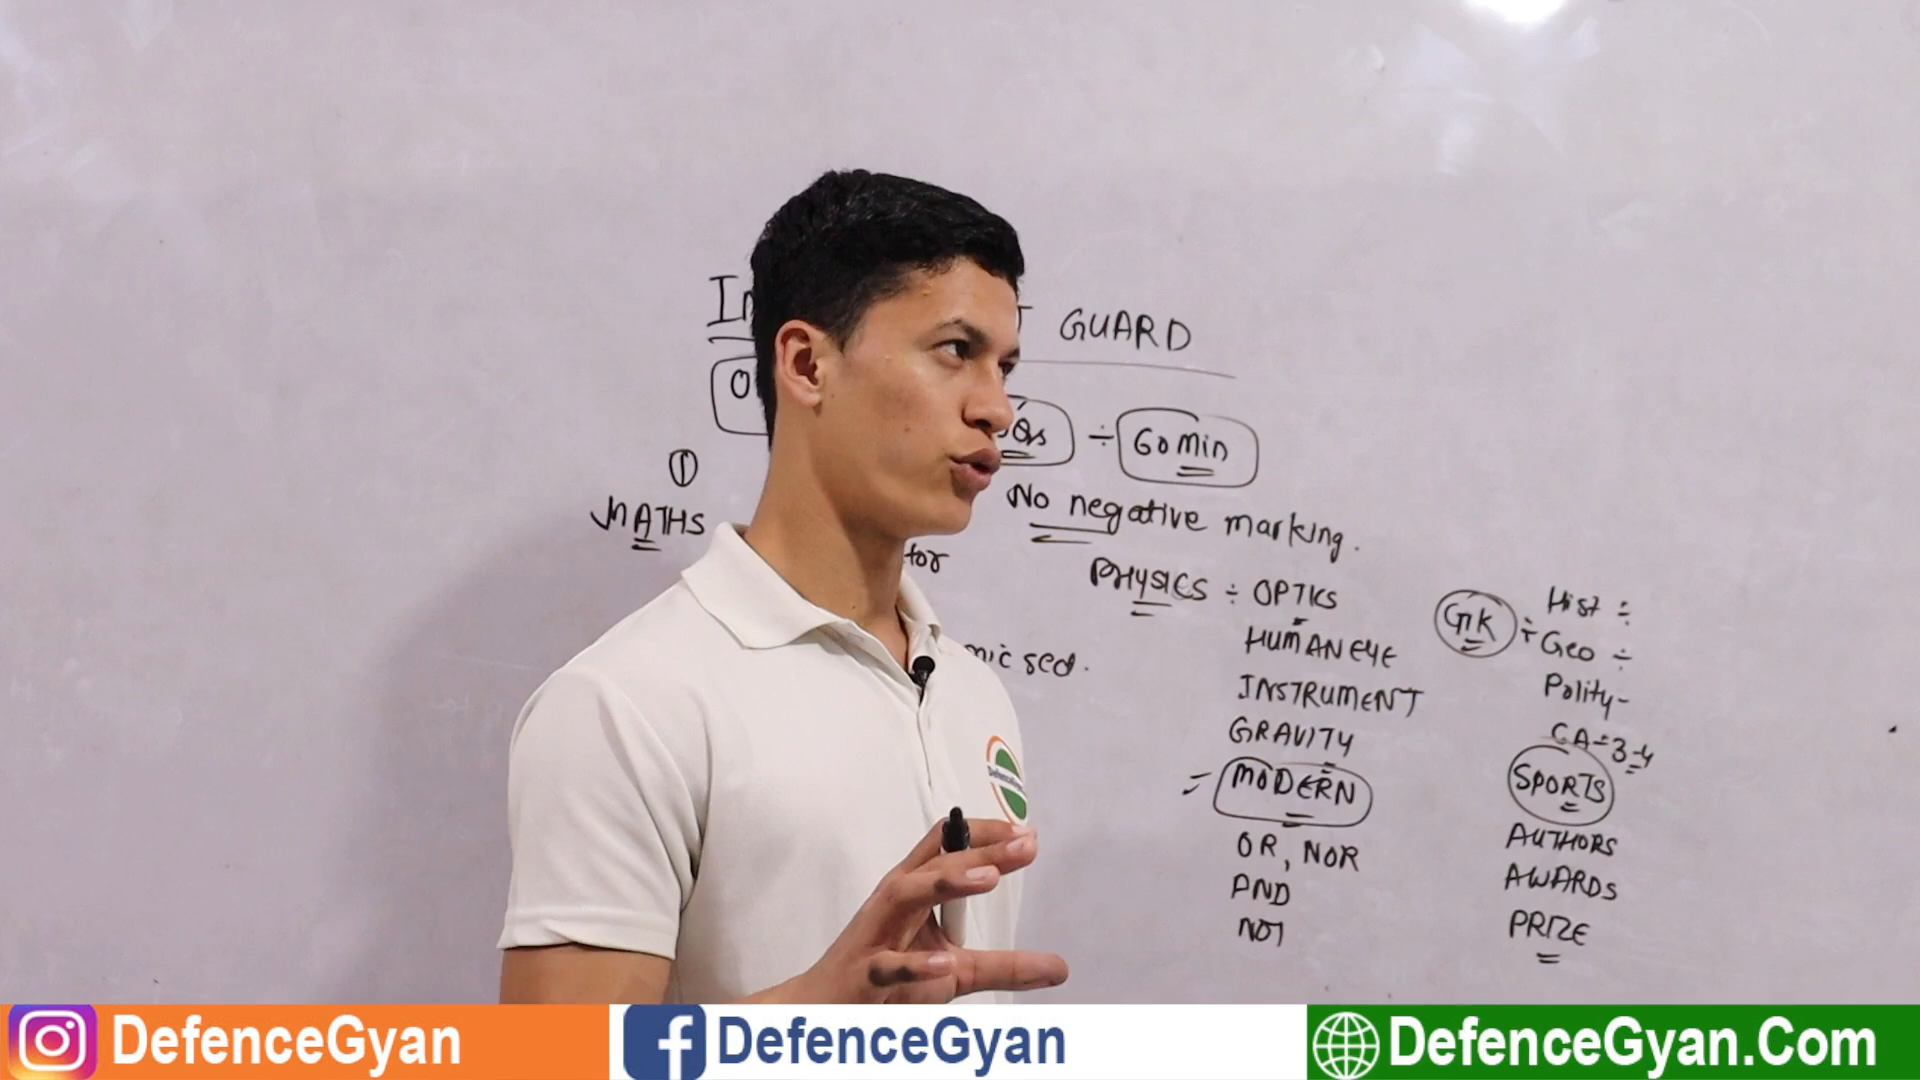 GUARD
60 min
①
MATHS
No negative marking.
PHYSICS ÷ OPTICS
HUMAN EYE
INSTRUMENT
GRAVITY
= MODERN
OR, NOR
AND
NOT
GK ÷
Hist ÷
Geo ÷
Polity-
CA ÷ 3-4
SPORTS
AUTHORS
AWARDS
PRIZE
DefenceGyan
DefenceGyan
DefenceGyan
DefenceGyan.Com